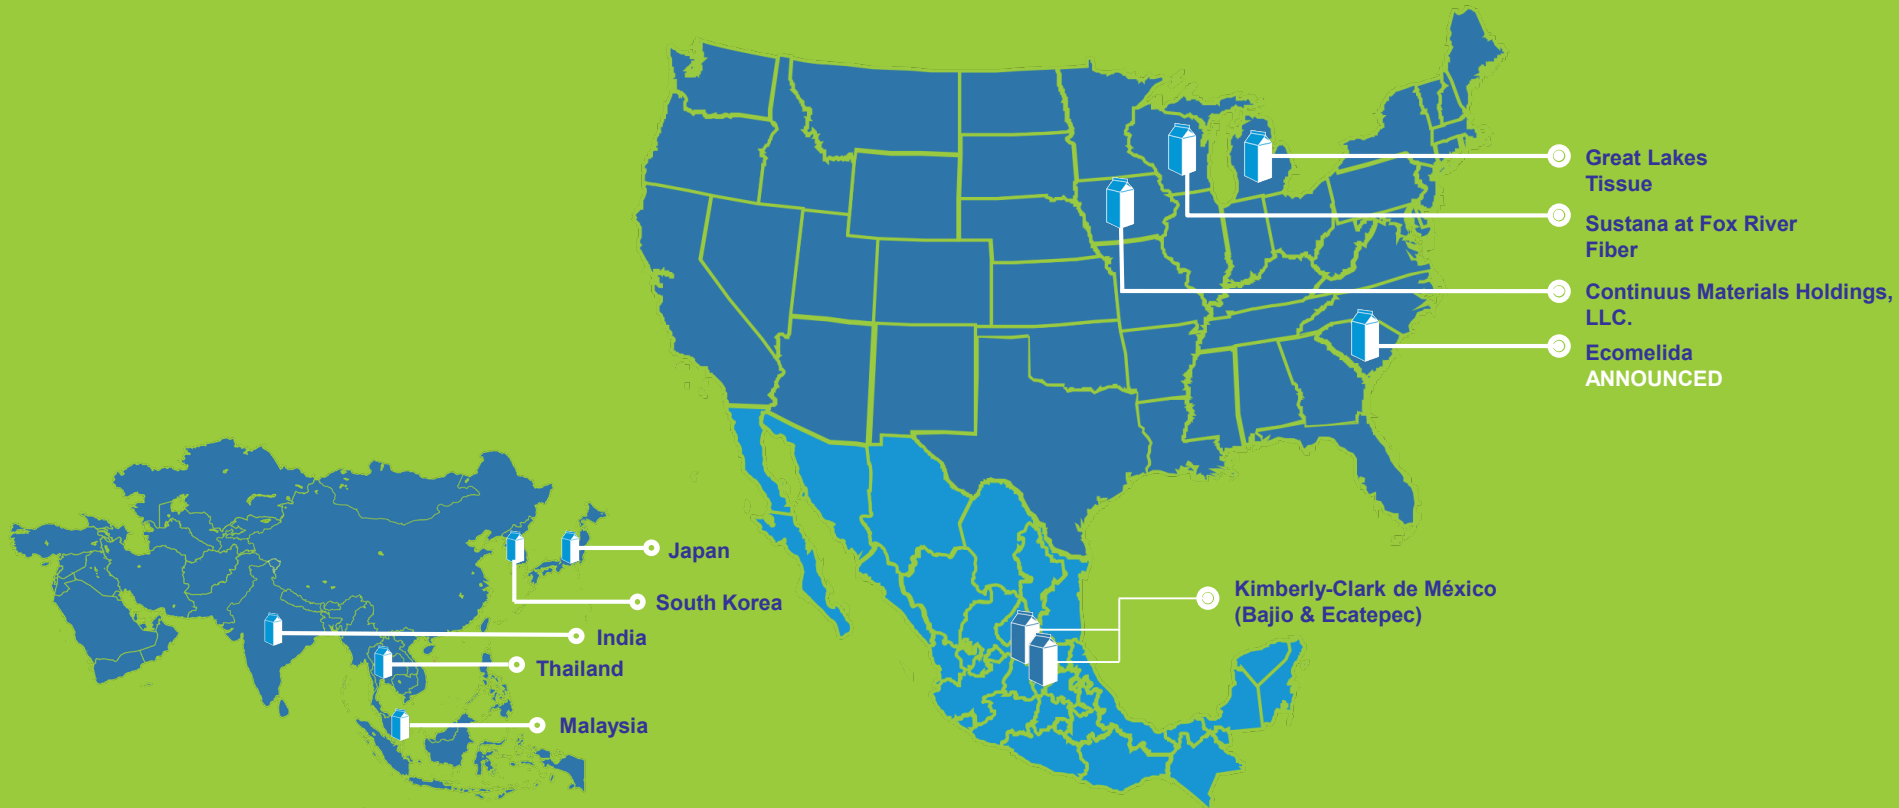 Great Lakes
Tissue
Sustana at Fox River
Fiber
Continuus Materials Holdings,
LLC.
Ecomelida
ANNOUNCED
Japan
South Korea
India
Thailand
Malaysia
Kimberly-Clark de México
(Bajio & Ecatepec)